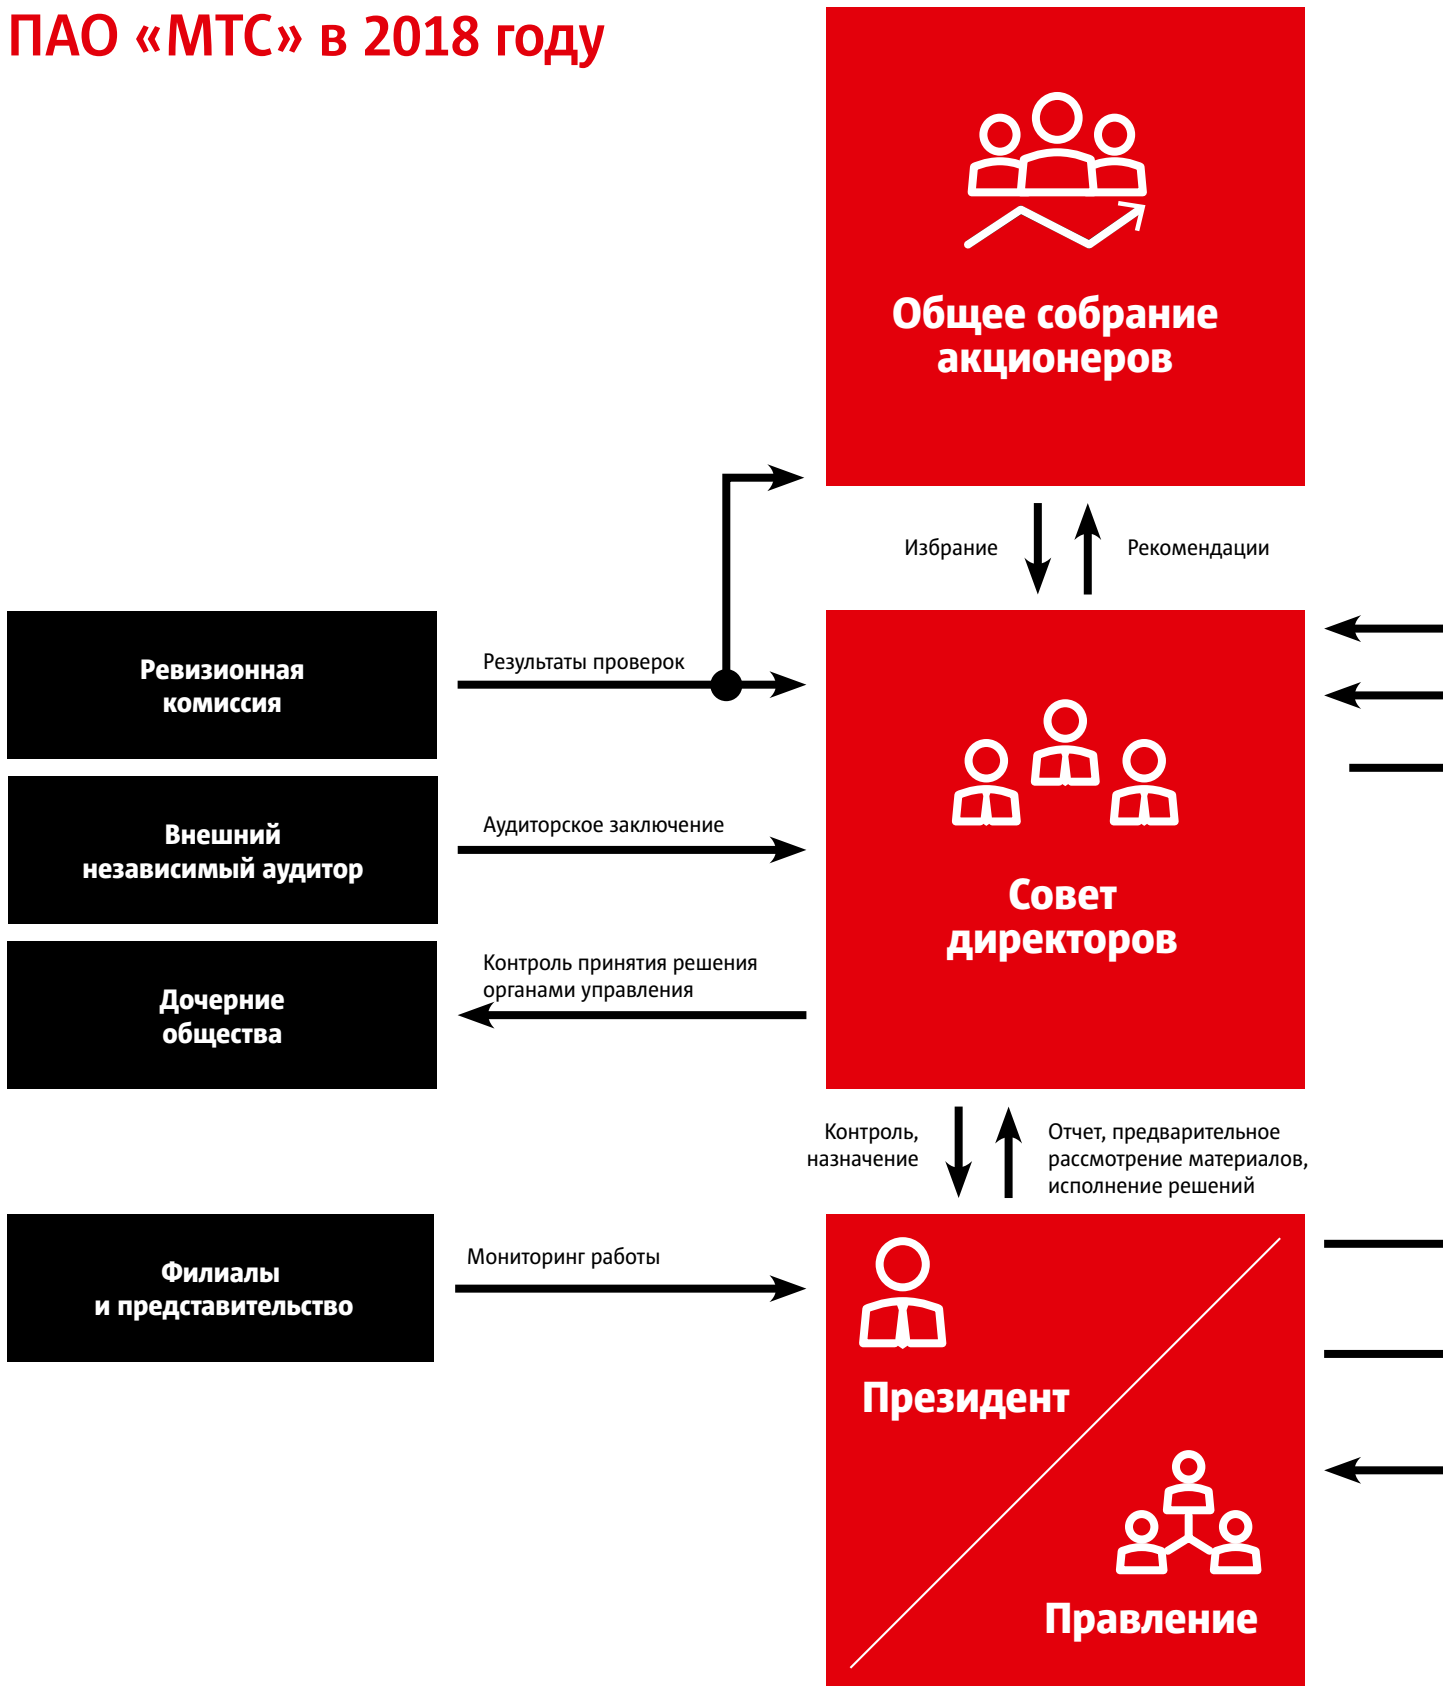 ПАО «МТС» в 2018 году
Общее собрание
акционеров
Избрание
Рекомендации
Ревизионная
комиссия
Результаты проверок
Внешний
независимый аудитор
Аудиторское заключение
Совет
директоров
Дочерние
общества
Контроль принятия решения
органами управления
Контроль,
назначение
Отчет, предварительное
рассмотрение материалов,
исполнение решений
Филиалы
и представительство
Мониторинг работы
Президент
Правление